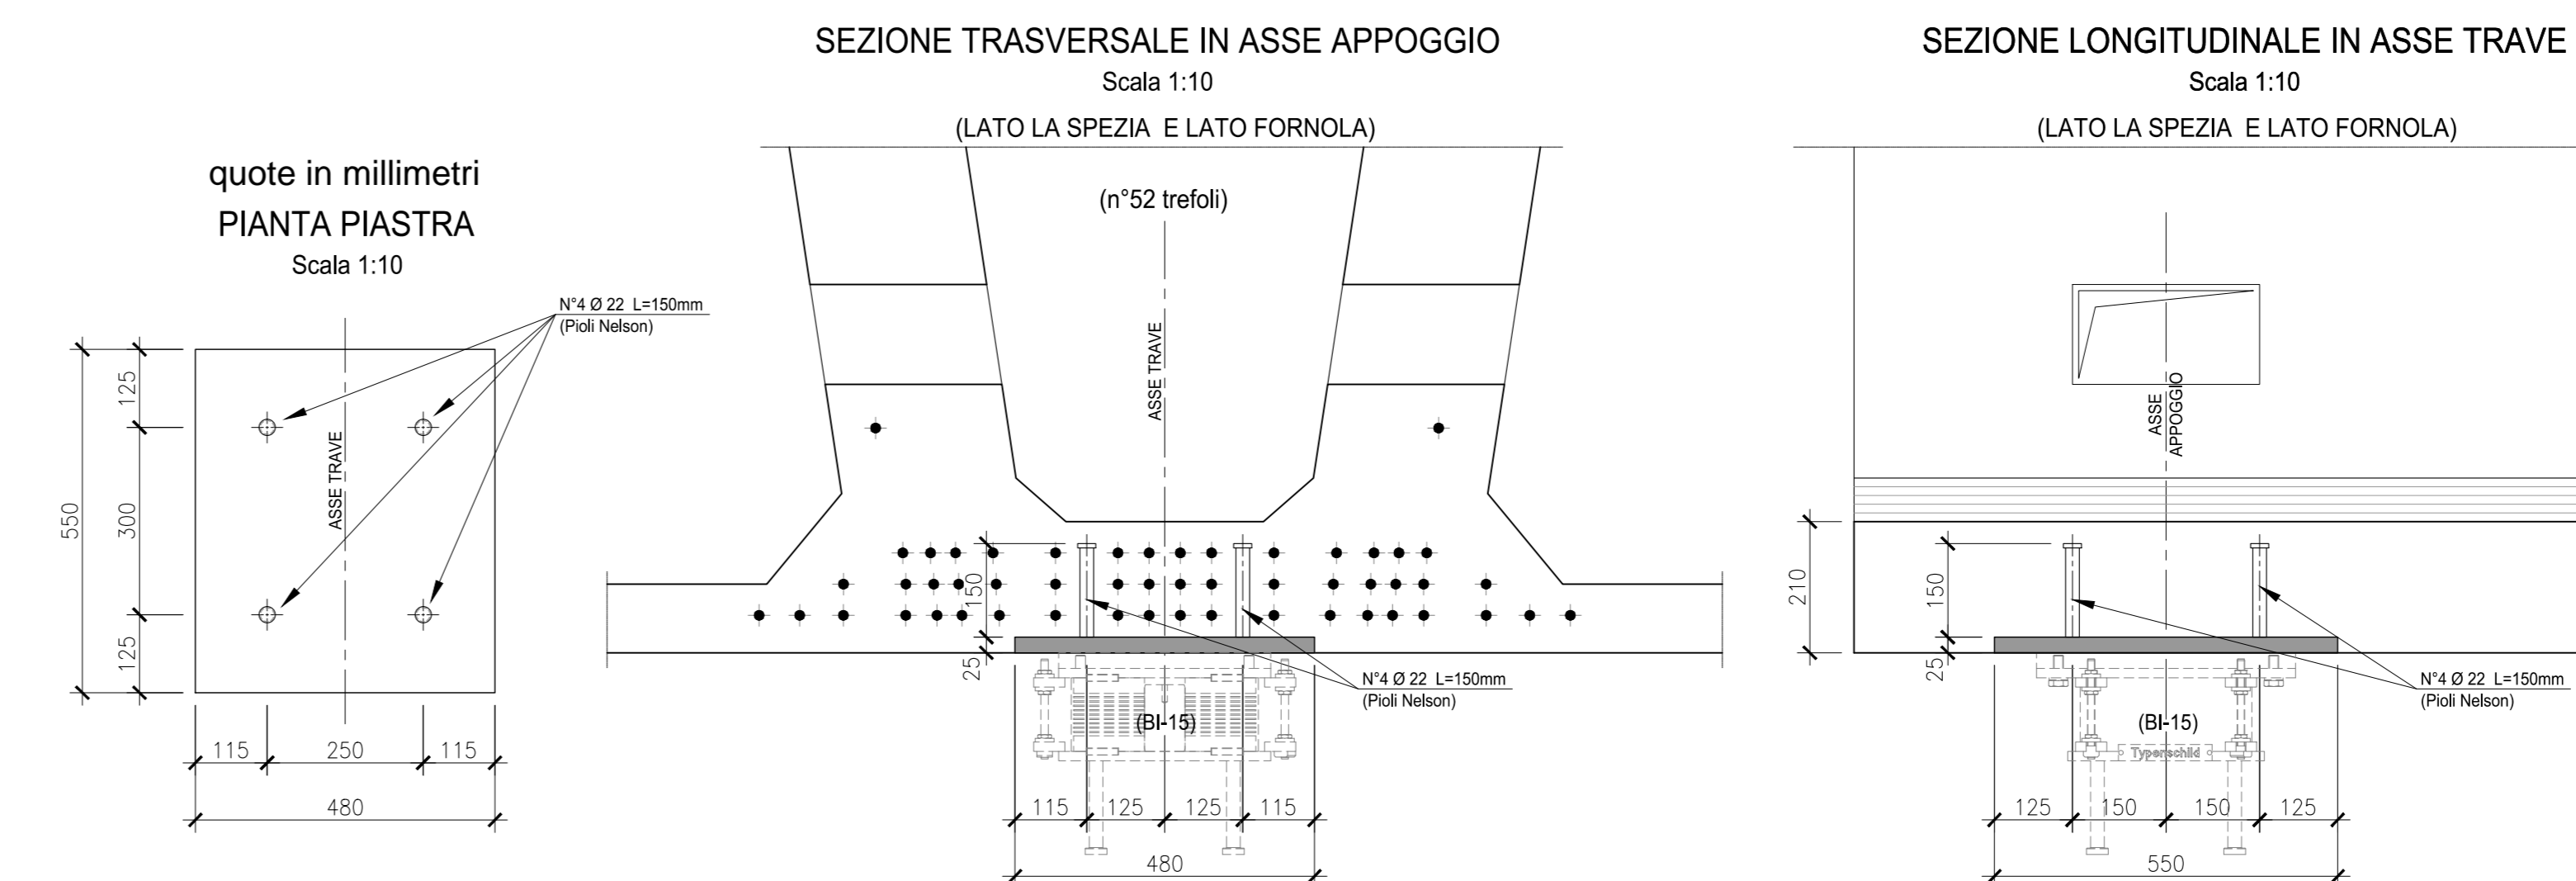 quote in millimetri
PIANTA PIASTRA
Scala 1:10
N°4 Ø 22 L=150mm
(Pioli Nelson)
ASSE TRAVE
125
300
125
550
115
250
115
480
SEZIONE TRASVERSALE IN ASSE APPOGGIO
Scala 1:10
(LATO LA SPEZIA E LATO FORNOLA)
(n°52 trefoli)
ASSE TRAVE
150
25
N°4 Ø 22 L=150mm
(Pioli Nelson)
(BI-15)
115
125
125
115
480
SEZIONE LONGITUDINALE IN ASSE TRAVE
Scala 1:10
(LATO LA SPEZIA E LATO FORNOLA)
ASSE
APPOGGIO
210
150
25
N°4 Ø 22 L=150mm
(Pioli Nelson)
(BI-15)
Typenschild
125
150
150
125
550